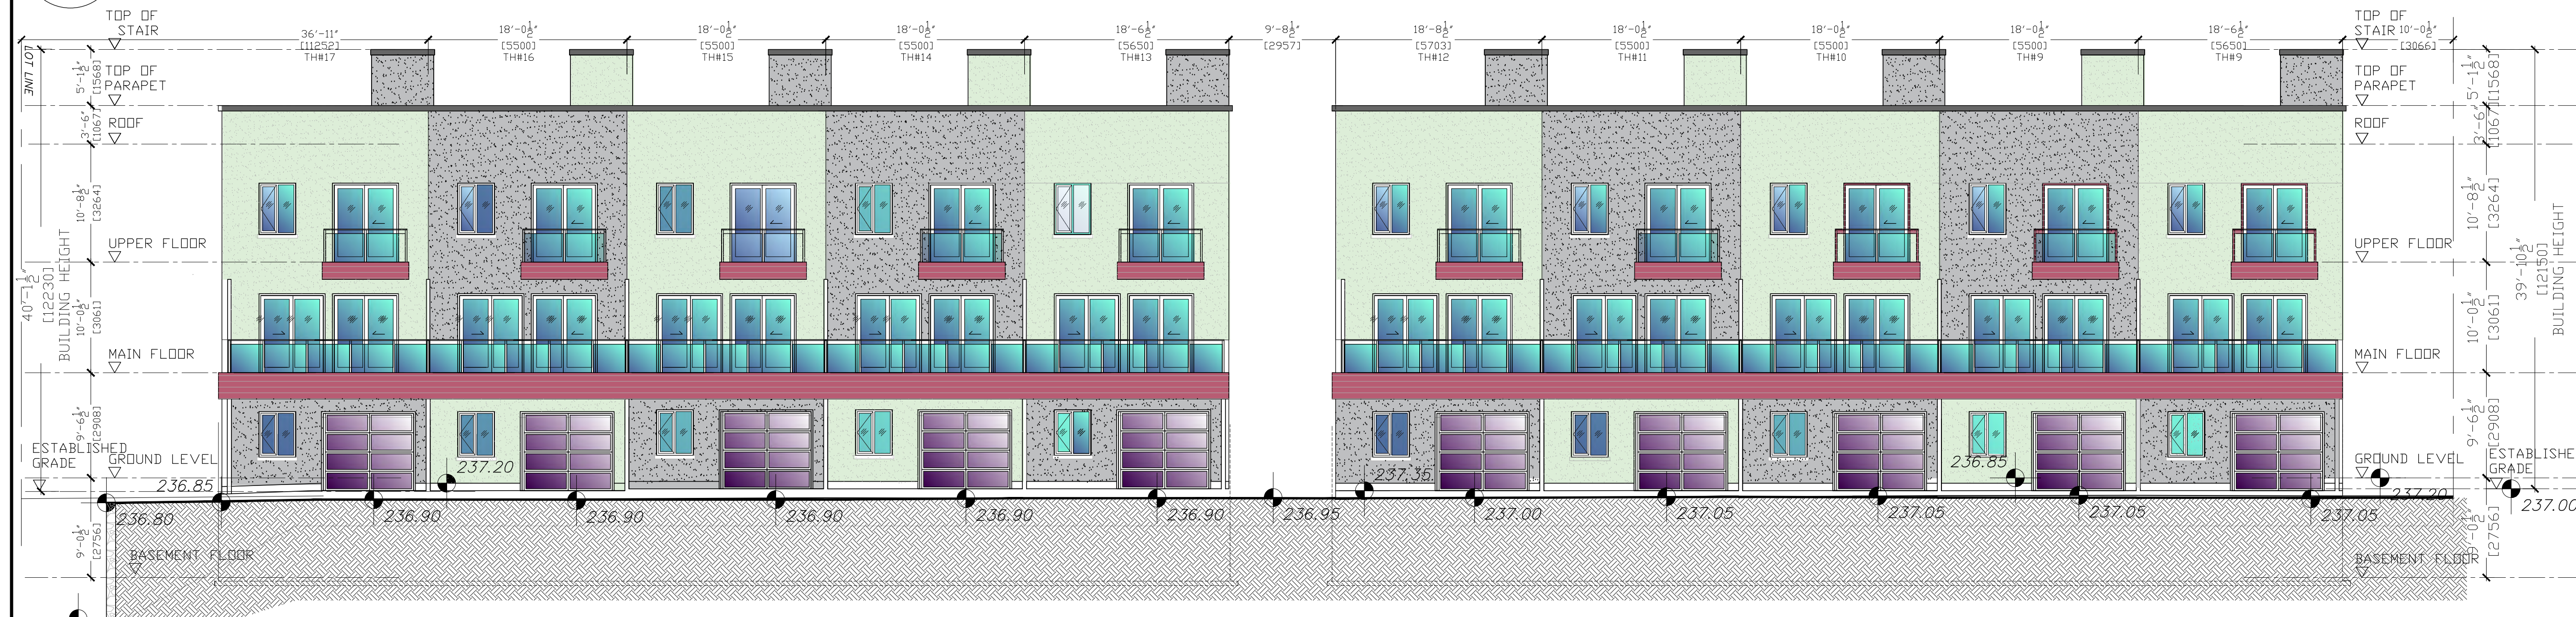 TOP OF
STAIR
36'-11"
[11252]
TH#17
18'-0½"
[5500]
TH#16
18'-0½"
[5500]
TH#15
18'-0½"
[5500]
TH#14
18'-6½"
[5650]
TH#13
9'-8½"
[2957]
18'-8½"
[5703]
TH#12
18'-0½"
[5500]
TH#11
18'-0½"
[5500]
TH#10
18'-0½"
[5500]
TH#9
18'-6½"
[5650]
TH#9
TOP OF
STAIR
10'-0½"
[3066]
LOT LINE
5'-1½"
[1568]
TOP OF
PARAPET
3'-6"
[1067]
ROOF
10'-8½"
[3264]
UPPER FLOOR
40'-1½"
[12230]
BUILDING HEIGHT
10'-0½"
[3061]
MAIN FLOOR
9'-6½"
[2908]
ESTABLISHED
GRADE
GROUND LEVEL
9'-0½"
[2756]
BASEMENT FLOOR
TOP OF
PARAPET
5'-1½"
[1568]
ROOF
3'-6"
[1067]
10'-8½"
[3264]
UPPER FLOOR
39'-10½"
[12150]
BUILDING HEIGHT
10'-0½"
[3061]
MAIN FLOOR
9'-6½"
[2908]
GROUND LEVEL
ESTABLISHE
GRADE
9'-0½"
[2756]
BASEMENT FLOOR
236.80
236.85
236.90
237.20
236.90
236.90
236.90
236.90
236.95
237.35
237.00
237.05
237.05
236.85
237.05
237.05
237.20
237.00